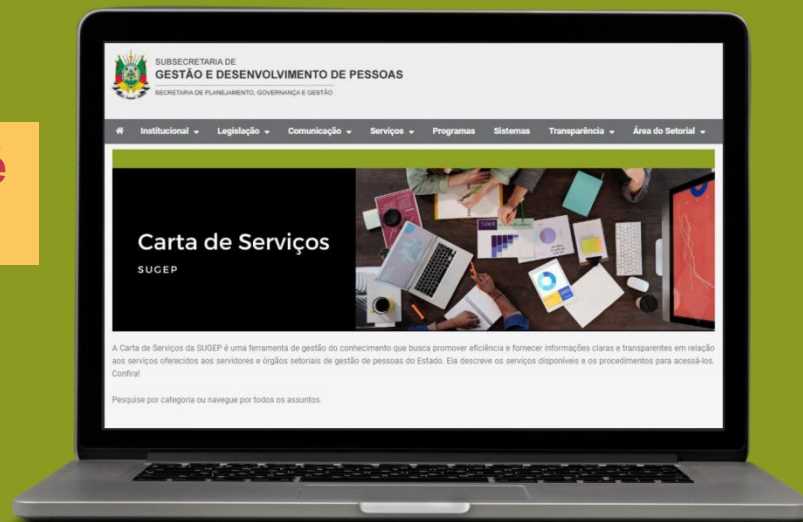 é
SUBSECRETARIA DE
GESTÃO E DESENVOLVIMENTO DE PESSOAS
SECRETARIA DE PLANEJAMENTO, GOVERNANÇA E GESTÃO
Institucional Legislação Comunicação Serviços Programas Sistemas Transparência Área do Setorial
Carta de Serviços
SUGEP
A Carta de Serviços da SUGEP é uma ferramenta de gestão do conhecimento que busca promover eficiência e fornecer informações claras e transparentes em relação
aos serviços oferecidos aos servidores e órgãos setoriais de gestão de pessoas do Estado. Ela descreve os serviços disponíveis e os procedimentos para acessá-los.
Confira!
Pesquise por categoria ou navegue por todos os assuntos.